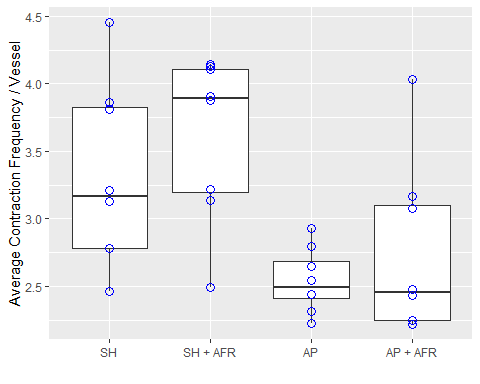 Average Contraction Frequency / Vessel
4.5
4.0
3.5
3.0
2.5
SH
SH + AFR
AP
AP + AFR